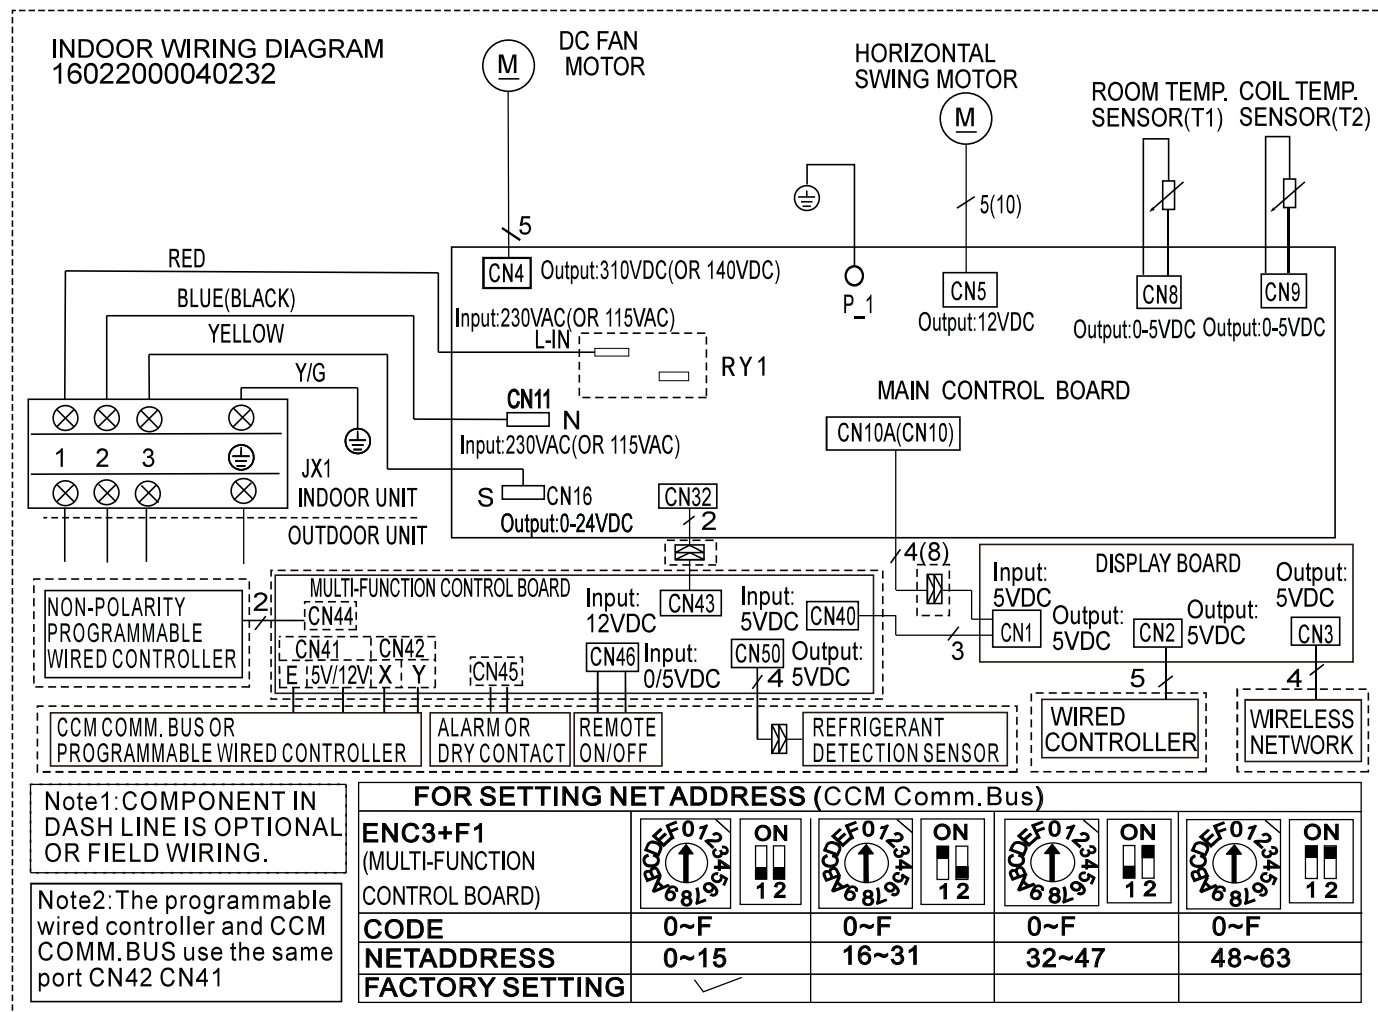 INDOOR WIRING DIAGRAM
16022000040232
DC FAN
MOTOR
M
HORIZONTAL
SWING MOTOR
M
ROOM TEMP.
SENSOR(T1)
COIL TEMP.
SENSOR(T2)
5
5(10)
RED
BLUE(BLACK)
YELLOW
Y/G
CN4
Output:310VDC(OR 140VDC)
P_1
CN5
Output:12VDC
CN8
Output:0-5VDC
CN9
Output:0-5VDC
Input:230VAC(OR 115VAC)
L-IN
RY1
CN11
N
Input:230VAC(OR 115VAC)
MAIN CONTROL BOARD
CN10A(CN10)
1 2 3
JX1
INDOOR UNIT
OUTDOOR UNIT
S
CN16
Output:0-24VDC
CN32
2
4(8)
NON-POLARITY
PROGRAMMABLE
WIRED CONTROLLER
2
MULTI-FUNCTION CONTROL BOARD
CN44
CN41
CN42
E 5V/12V X Y
CN45
Input:
12VDC
CN43
CN46
Input:
0/5VDC
Input:
5VDC
CN40
CN50
Output:
5VDC
4
3
DISPLAY BOARD
Input:
5VDC
CN1
Output:
5VDC
CN2
Output:
5VDC
Output:
5VDC
CN3
5
4
CCM COMM. BUS OR
PROGRAMMABLE WIRED CONTROLLER
ALARM OR
DRY CONTACT
REMOTE
ON/OFF
REFRIGERANT
DETECTION SENSOR
WIRED
CONTROLLER
WIRELESS
NETWORK
Note1:COMPONENT IN
DASH LINE IS OPTIONAL
OR FIELD WIRING.
Note2:The programmable
wired controller and CCM
COMM.BUS use the same
port CN42 CN41
FOR SETTING NET ADDRESS (CCM Comm.Bus)
ENC3+F1
(MULTI-FUNCTION
CONTROL BOARD)
0123456789ABCDEF
ON
1 2
0123456789ABCDEF
ON
1 2
0123456789ABCDEF
ON
1 2
0123456789ABCDEF
ON
1 2
CODE 0~F 0~F 0~F 0~F
NETADDRESS 0~15 16~31 32~47 48~63
FACTORY SETTING